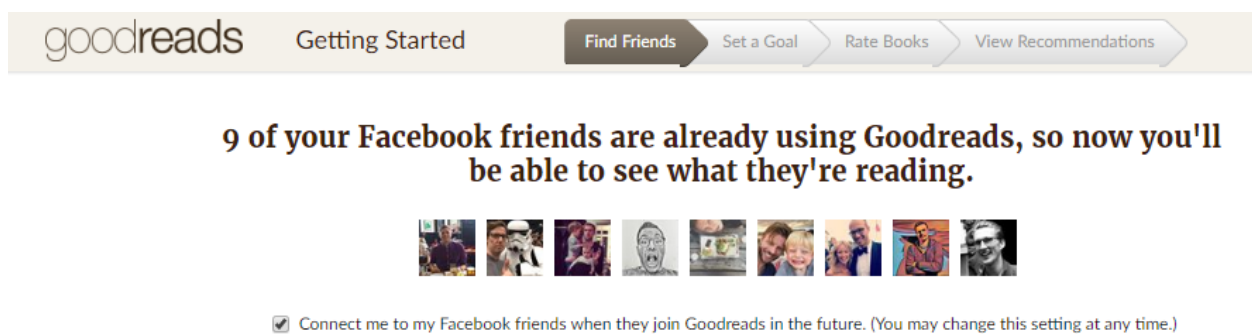 goodreads Getting Started Find Friends Set a Goal Rate Books View Recommendations
9 of your Facebook friends are already using Goodreads, so now you'll
be able to see what they're reading.
Connect me to my Facebook friends when they join Goodreads in the future. (You may change this setting at any time.)